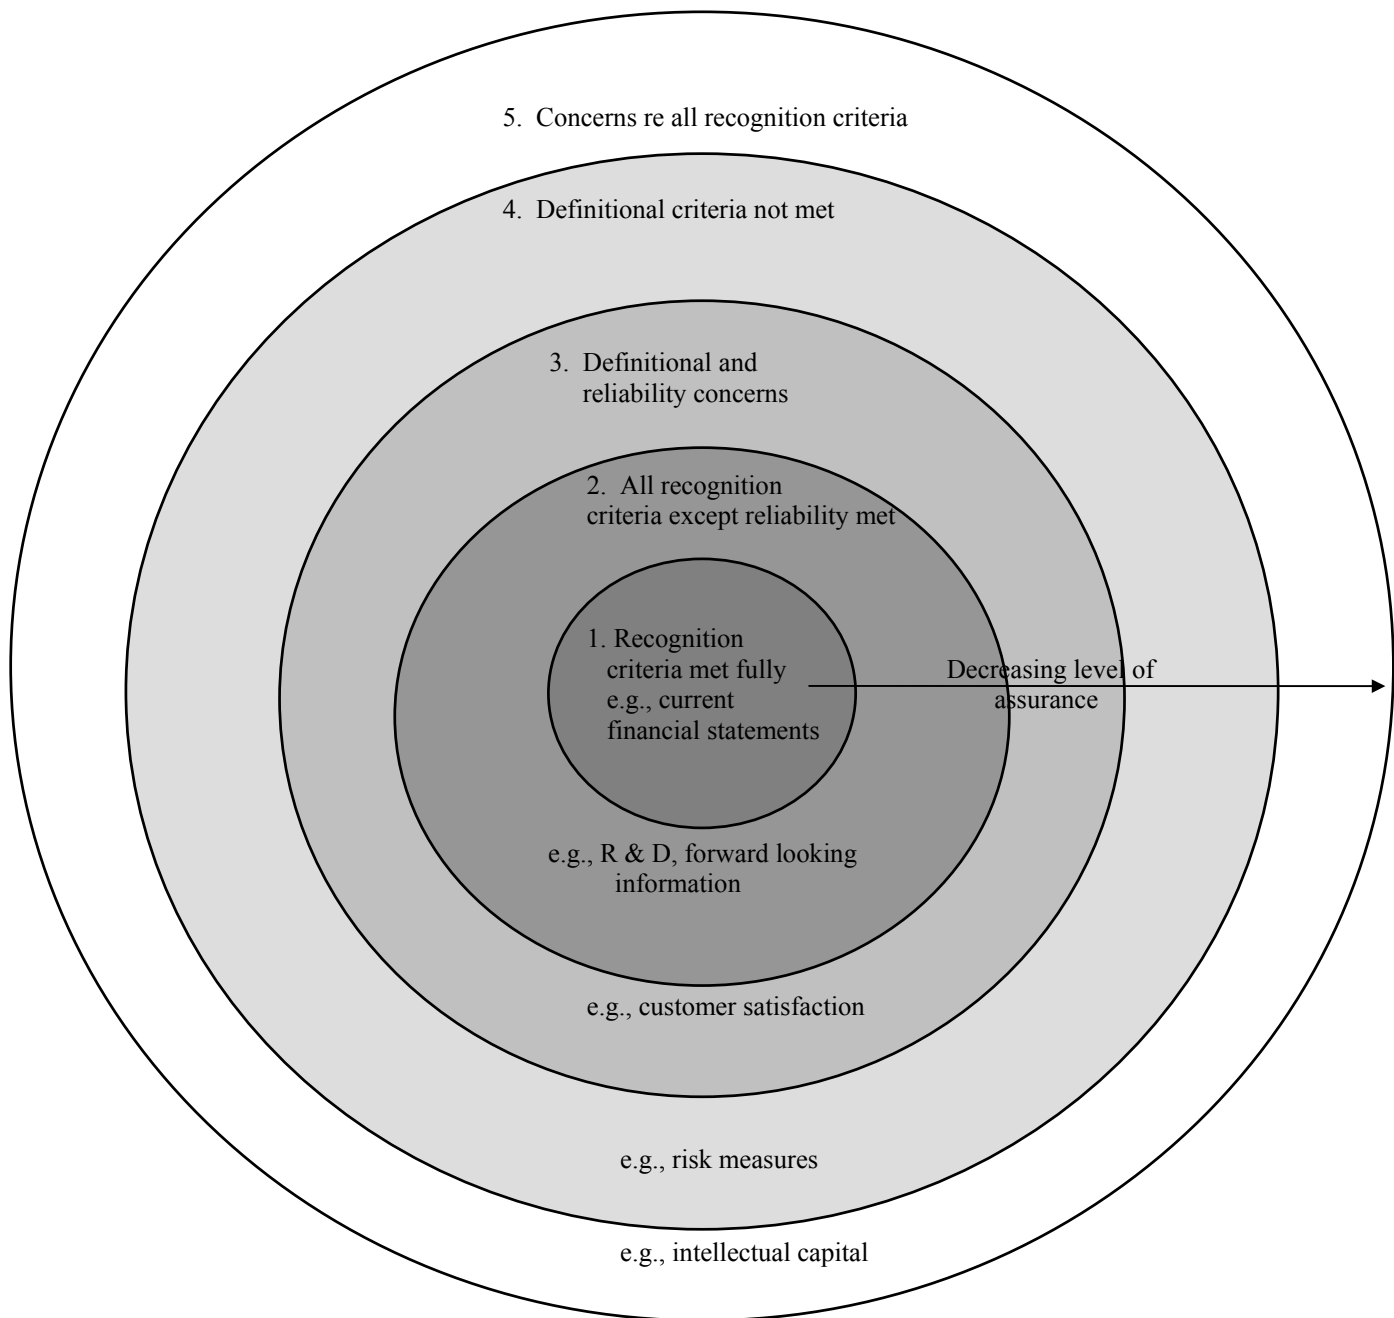 5.  Concerns re all recognition criteria
4.  Definitional criteria not met
3.  Definitional and
reliability concerns
2.  All recognition
criteria except reliability met
1. Recognition
criteria met fully
e.g., current
financial statements
Decreasing level of
assurance
e.g., R & D, forward looking
information
e.g., customer satisfaction
e.g., risk measures
e.g., intellectual capital